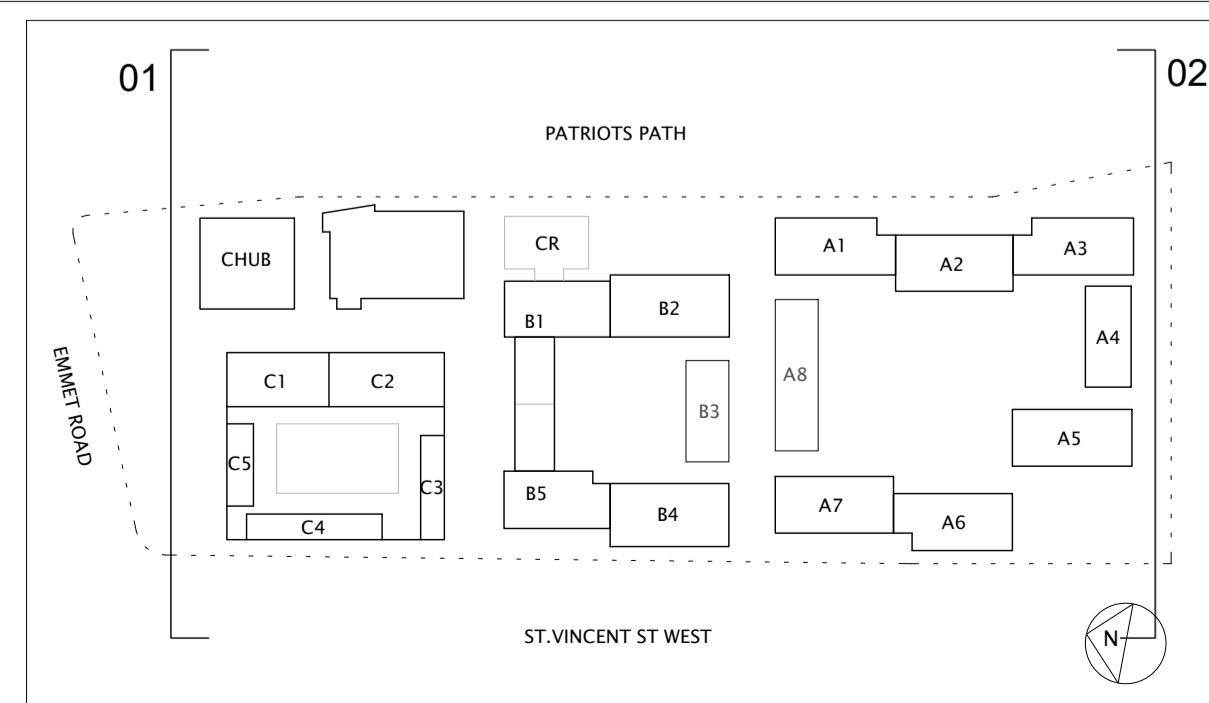 01
02
PATRIOTS PATH
CHUB
CR
A1
A2
A3
B1
B2
A4
A8
C1
C2
B3
EMMET ROAD
A5
C5
C3
B5
B4
A7
A6
C4
ST.VINCENT ST WEST
N